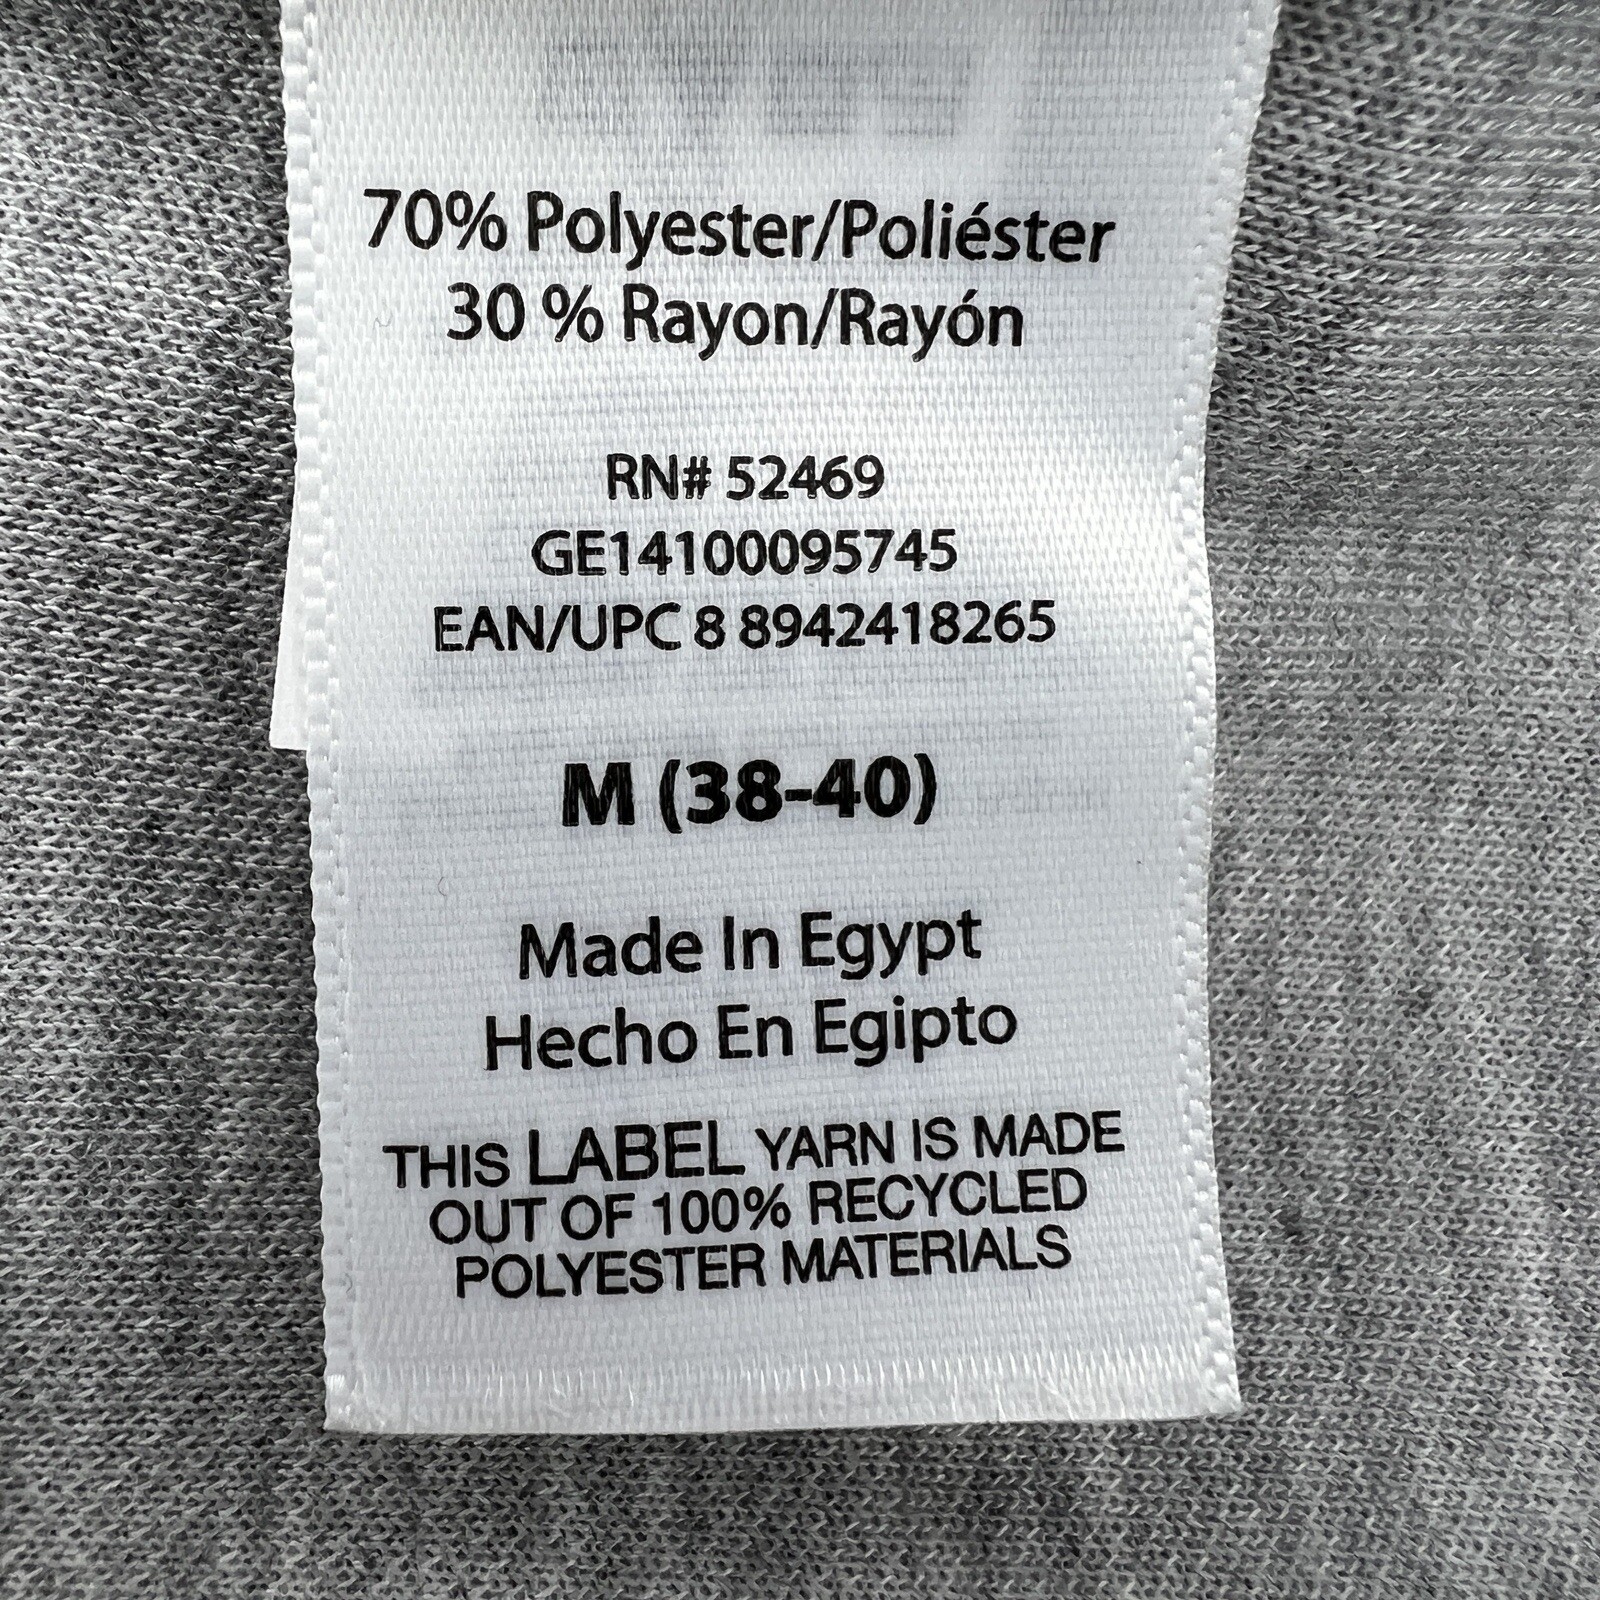 70% Polyester/Poliéster
30 % Rayon/Rayón
RN# 52469
GE14100095745
EAN/UPC 8 8942418265
M (38-40)
Made In Egypt
Hecho En Egipto
THIS LABEL YARN IS MADE
OUT OF 100% RECYCLED
POLYESTER MATERIALS